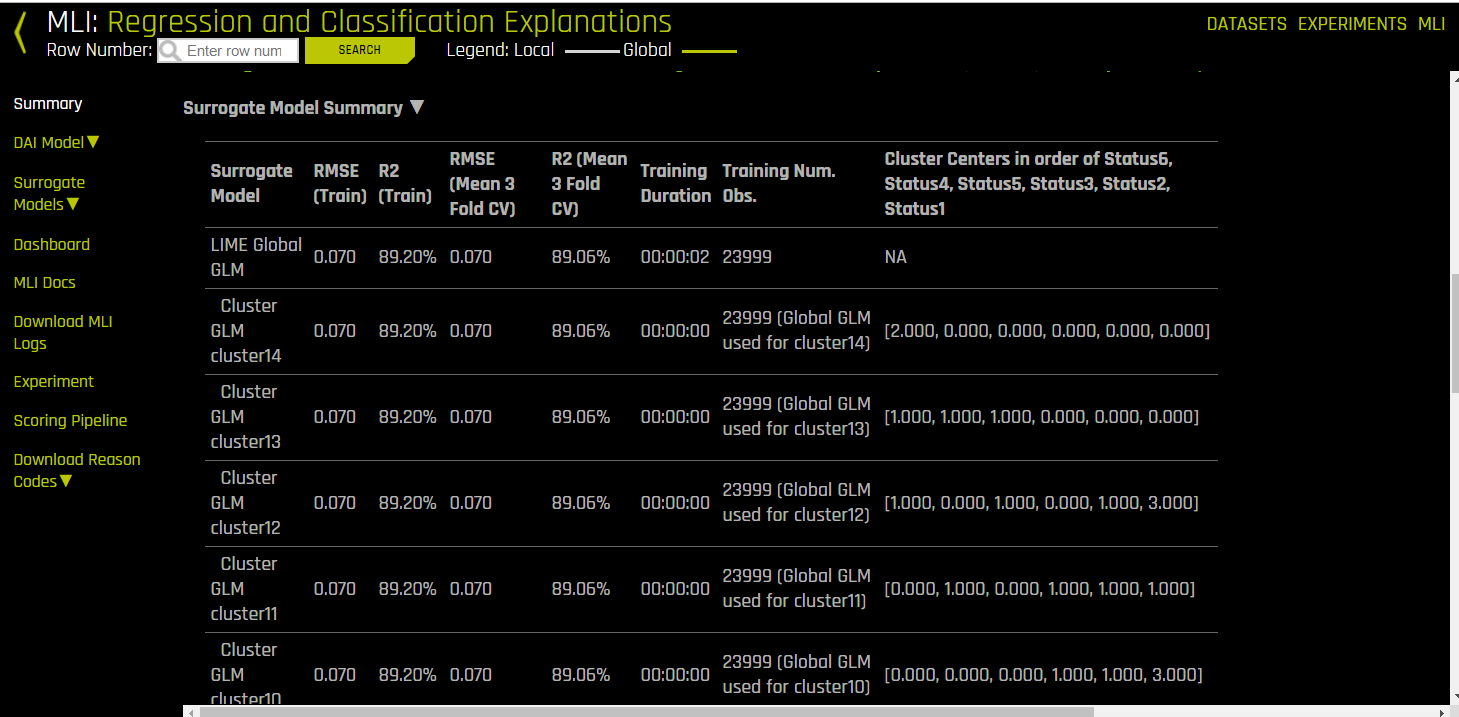 MLI: Regression and Classification Explanations
DATASETS EXPERIMENTS MLI
Row Number: Enter row num SEARCH Legend: Local Global
Summary
DAI Model▼
Surrogate
Models▼
Dashboard
MLI Docs
Download MLI
Logs
Experiment
Scoring Pipeline
Download Reason
Codes▼
Surrogate Model Summary ▼
Surrogate
Model
RMSE
(Train)
R2
(Train)
RMSE
(Mean 3
Fold CV)
R2 (Mean
3 Fold
CV)
Training
Duration
Training Num.
Obs.
Cluster Centers in order of Status6,
Status4, Status5, Status3, Status2,
Status1
LIME Global
GLM
0.070
89.20%
0.070
89.06%
00:00:02
23999
NA
Cluster
GLM
cluster14
0.070
89.20%
0.070
89.06%
00:00:00
23999 (Global GLM
used for cluster14)
[2.000, 0.000, 0.000, 0.000, 0.000, 0.000]
Cluster
GLM
cluster13
0.070
89.20%
0.070
89.06%
00:00:00
23999 (Global GLM
used for cluster13)
[1.000, 1.000, 1.000, 0.000, 0.000, 0.000]
Cluster
GLM
cluster12
0.070
89.20%
0.070
89.06%
00:00:00
23999 (Global GLM
used for cluster12)
[1.000, 0.000, 1.000, 0.000, 1.000, 3.000]
Cluster
GLM
cluster11
0.070
89.20%
0.070
89.06%
00:00:00
23999 (Global GLM
used for cluster11)
[0.000, 1.000, 0.000, 1.000, 1.000, 1.000]
Cluster
GLM
cluster10
0.070
89.20%
0.070
89.06%
00:00:00
23999 (Global GLM
used for cluster10)
[0.000, 0.000, 0.000, 1.000, 1.000, 3.000]